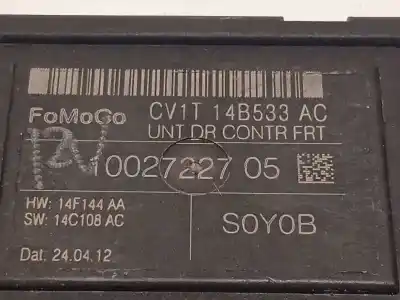 FoMoCo CV1T 14B533 AC
UNT DR CONTR FRT
12V
10027227 05
HW: 14F144 AA
SW: 14C108 AC
S0Y0B
Dat. 24.04.12